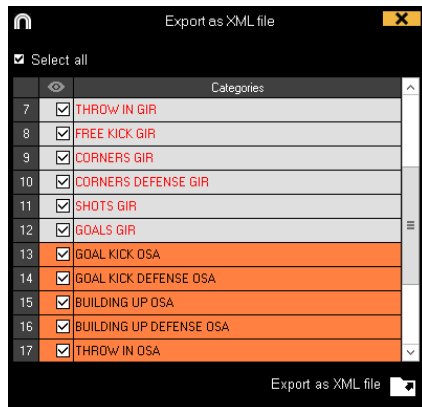 Export as XML file
Select all
Categories
7 THROW IN GIR
8 FREE KICK GIR
9 CORNERS GIR
10 CORNERS DEFENSE GIR
11 SHOTS GIR
12 GOALS GIR
13 GOAL KICK OSA
14 GOAL KICK DEFENSE OSA
15 BUILDING UP OSA
16 BUILDING UP DEFENSE OSA
17 THROW IN OSA
Export as XML file